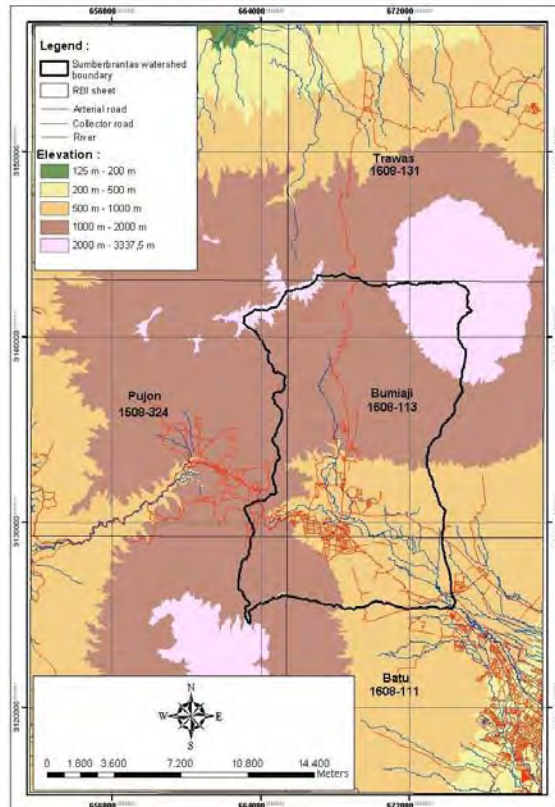 656000 664000 672000
Legend :
Sumberbrantas watershed
boundary
RBI sheet
Arterial road
Collector road
River
Elevation :
125 m - 200 m
200 m - 500 m
500 m - 1000 m
1000 m - 2000 m
2000 m - 3337,5 m
Trawas
1608-131
Pujon
1508-324
Bumiaji
1608-113
Batu
1608-111
N
W E
S
0 1.800 3.600 7.200 10.800 14.400
Meters
656000 664000 672000